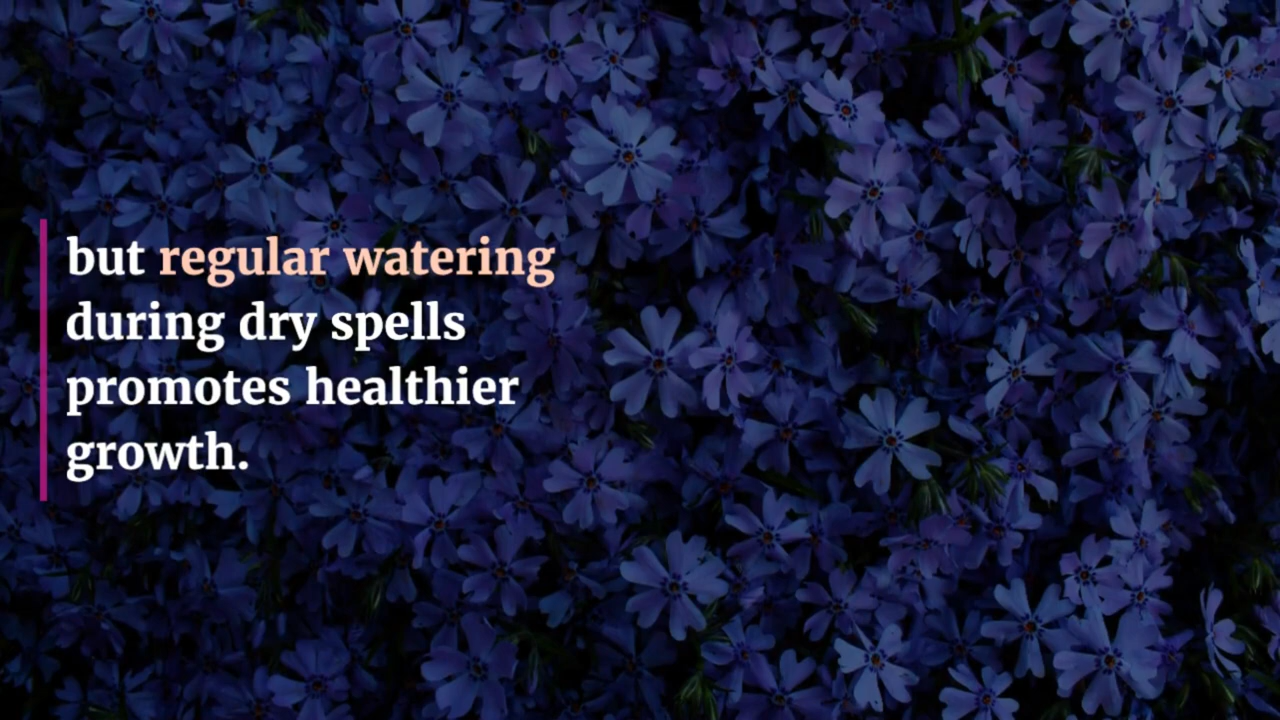 but regular watering
during dry spells
promotes healthier
growth.